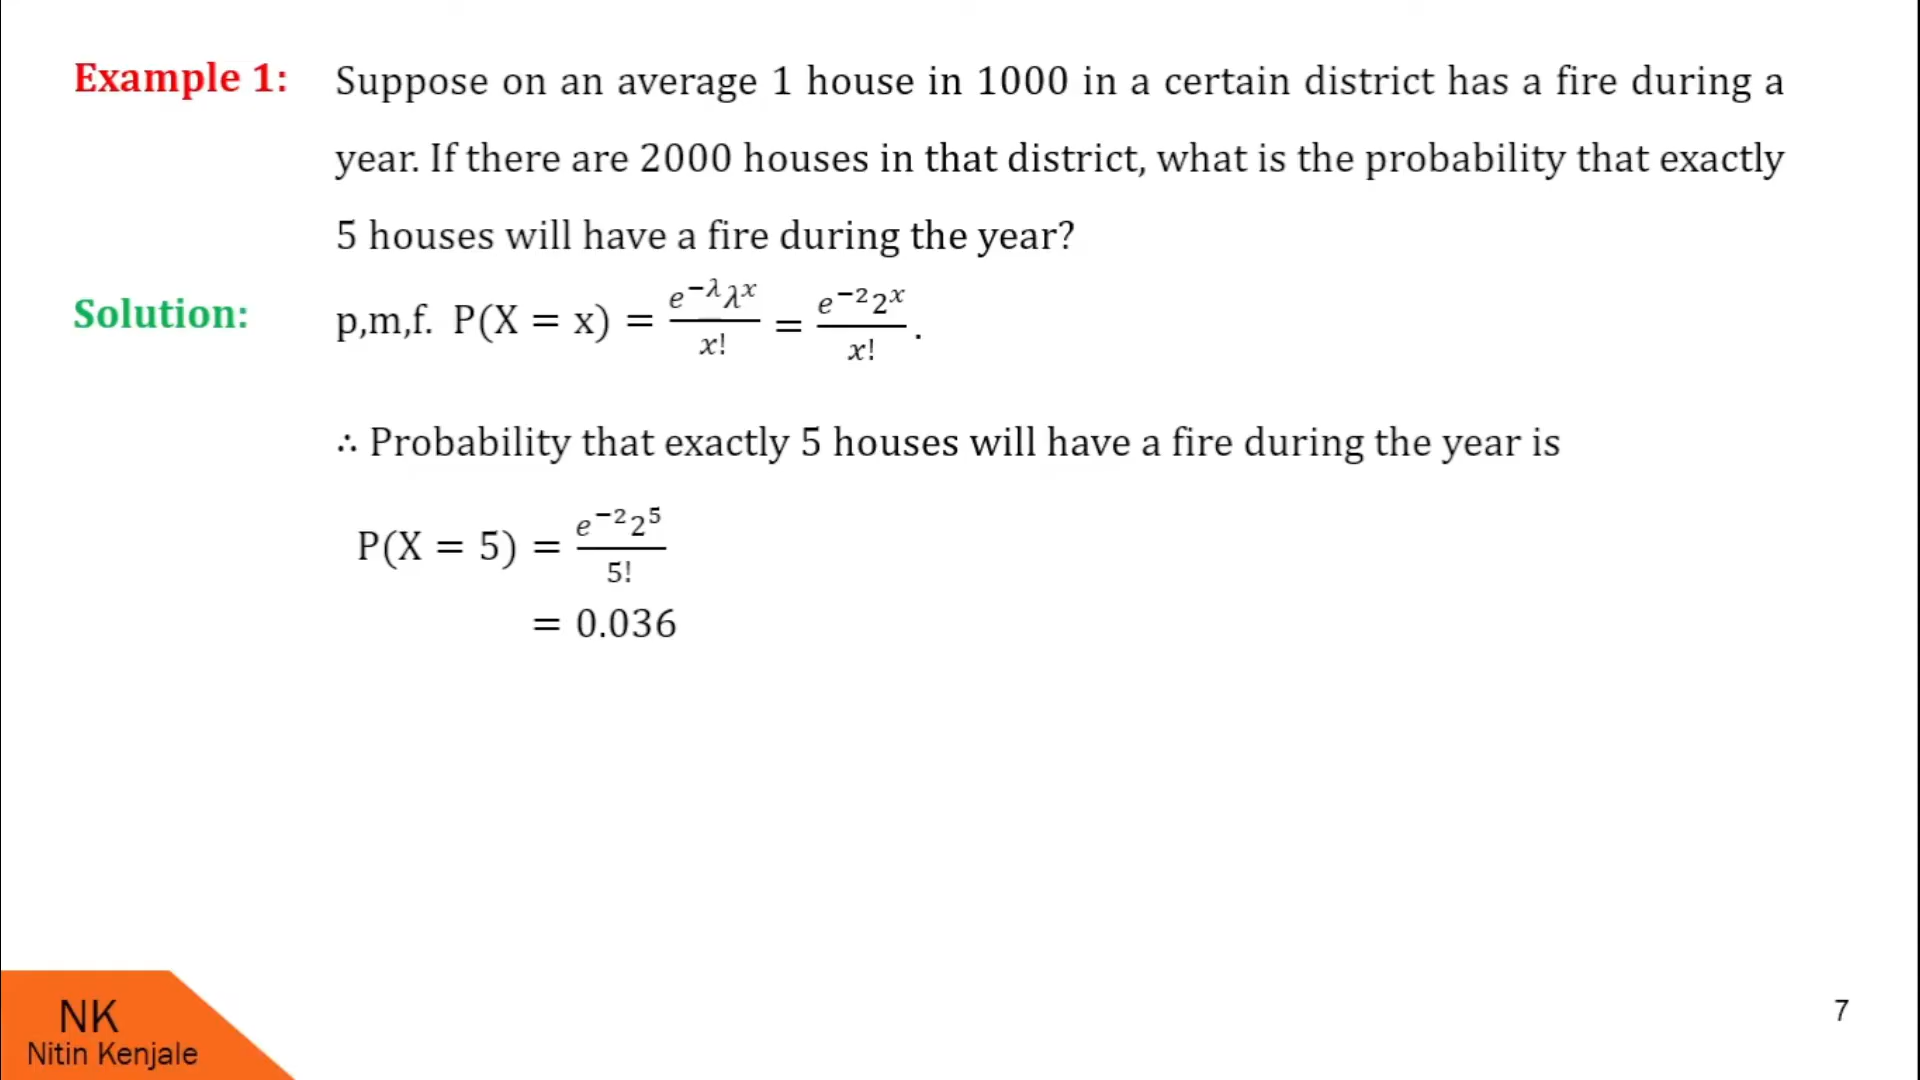 Example 1: Suppose on an average 1 house in 1000 in a certain district has a fire during a
year. If there are 2000 houses in that district, what is the probability that exactly
5 houses will have a fire during the year?
Solution: p,m,f. P(X = x) = \frac{e^{-λ}λ^{x}}{x!} = \frac{e^{-2}2^{x}}{x!}.
∴ Probability that exactly 5 houses will have a fire during the year is
P(X = 5) = \frac{e^{-2}2^{5}}{5!}
= 0.036
NK
Nitin Kenjale
7